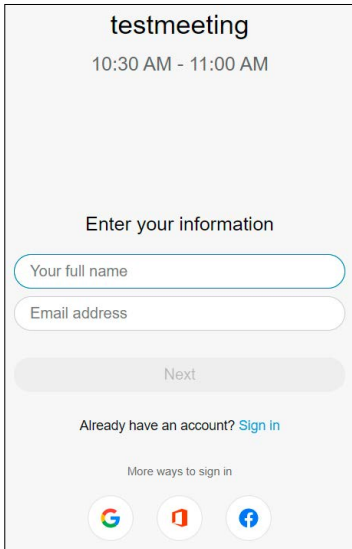 testmeeting
10:30 AM - 11:00 AM
Enter your information
Your full name
Email address
Next
Already have an account? Sign in
More ways to sign in